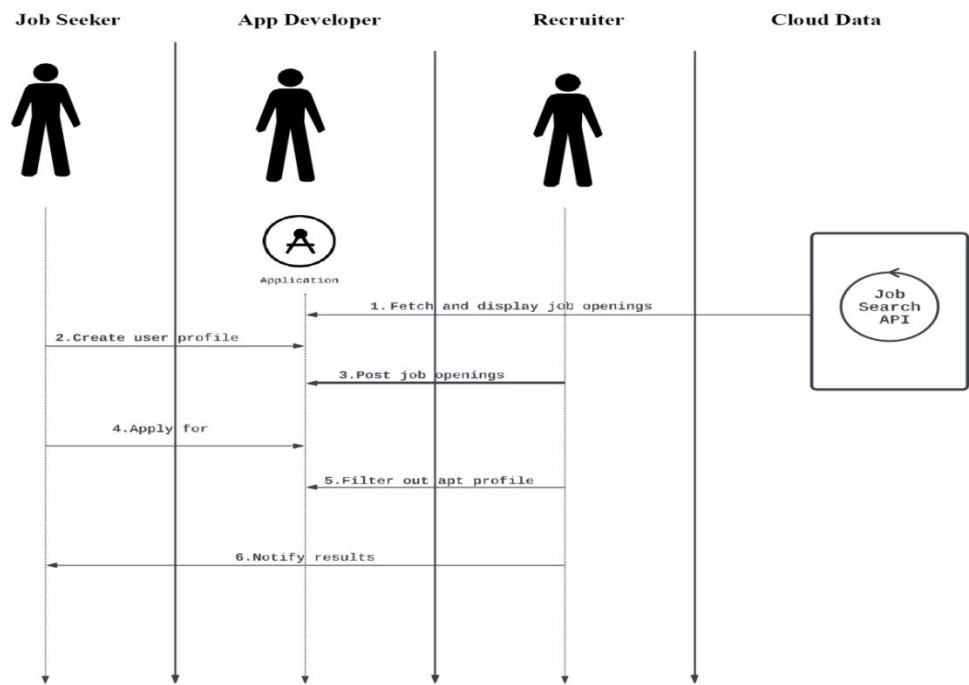 Job Seeker
App Developer
Recruiter
Cloud Data
Application
1.Fetch and display job openings
Job
Search
API
2.Create user profile
3.Post job openings
4.Apply for
5.Filter out apt profile
6.Notify results